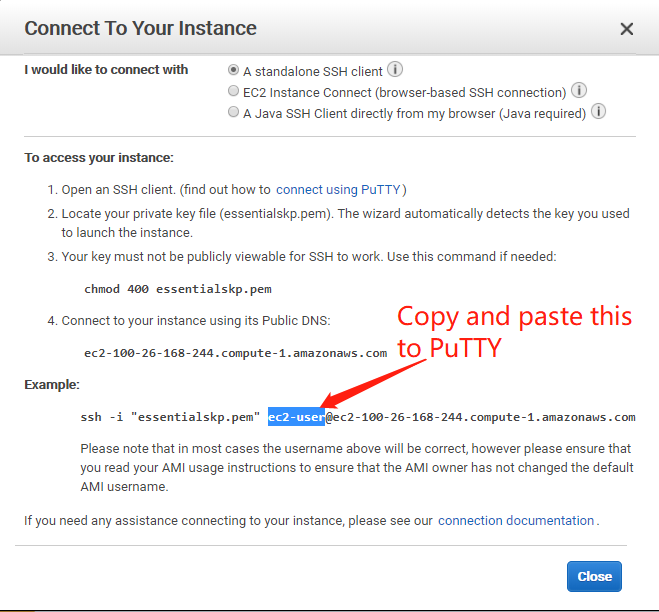 Connect To Your Instance
I would like to connect with
A standalone SSH client
EC2 Instance Connect (browser-based SSH connection)
A Java SSH Client directly from my browser (Java required)
To access your instance:
1. Open an SSH client. (find out how to connect using PuTTY)
2. Locate your private key file (essentialskp.pem). The wizard automatically detects the key you used
to launch the instance.
3. Your key must not be publicly viewable for SSH to work. Use this command if needed:
chmod 400 essentialskp.pem
4. Connect to your instance using its Public DNS:
ec2-100-26-168-244.compute-1.amazonaws.com
Copy and paste this
to PuTTY
Example:
ssh -i "essentialskp.pem" ec2-user@ec2-100-26-168-244.compute-1.amazonaws.com
Please note that in most cases the username above will be correct, however please ensure that
you read your AMI usage instructions to ensure that the AMI owner has not changed the default
AMI username.
If you need any assistance connecting to your instance, please see our connection documentation.
Close